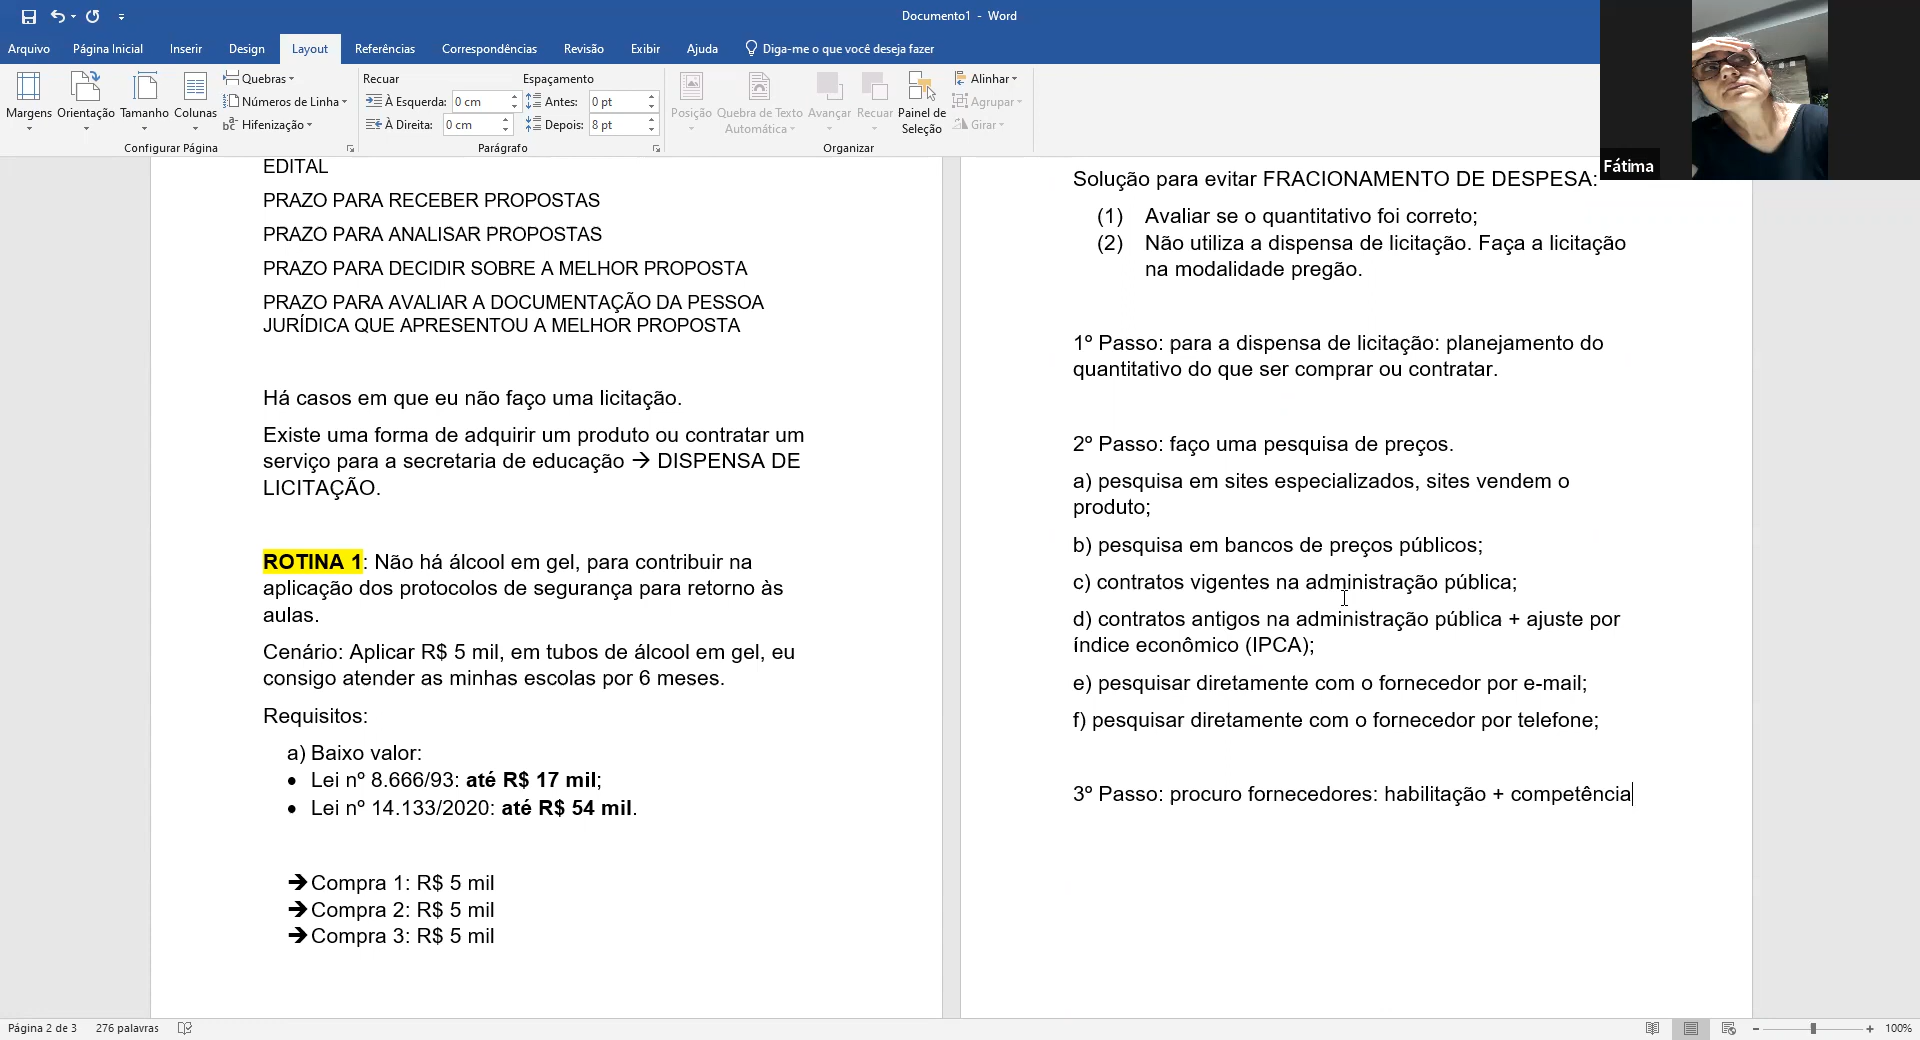 Documento1 - Word
Arquivo Página Inicial Inserir Design Layout Referências Correspondências Revisão Exibir Ajuda Diga-me o que você deseja fazer
Margens Orientação Tamanho Colunas
Quebras
Números de Linha
Hifenização
Configurar Página
Recuar
À Esquerda: 0 cm
À Direita: 0 cm
Espaçamento
Antes: 0 pt
Depois: 8 pt
Parágrafo
Posição
Quebra de Texto
Automática
Avançar
Recuar
Painel de
Seleção
Alinhar
Agrupar
Girar
Organizar
Fátima
EDITAL
PRAZO PARA RECEBER PROPOSTAS
PRAZO PARA ANALISAR PROPOSTAS
PRAZO PARA DECIDIR SOBRE A MELHOR PROPOSTA
PRAZO PARA AVALIAR A DOCUMENTAÇÃO DA PESSOA
JURÍDICA QUE APRESENTOU A MELHOR PROPOSTA
Há casos em que eu não faço uma licitação.
Existe uma forma de adquirir um produto ou contratar um
serviço para a secretaria de educação → DISPENSA DE
LICITAÇÃO.
ROTINA 1: Não há álcool em gel, para contribuir na
aplicação dos protocolos de segurança para retorno às
aulas.
Cenário: Aplicar R$ 5 mil, em tubos de álcool em gel, eu
consigo atender as minhas escolas por 6 meses.
Requisitos:
a) Baixo valor:
• Lei nº 8.666/93: até R$ 17 mil;
• Lei nº 14.133/2020: até R$ 54 mil.
➔ Compra 1: R$ 5 mil
➔ Compra 2: R$ 5 mil
➔ Compra 3: R$ 5 mil
Solução para evitar FRACIONAMENTO DE DESPESA:
(1) Avaliar se o quantitativo foi correto;
(2) Não utiliza a dispensa de licitação. Faça a licitação
na modalidade pregão.
1º Passo: para a dispensa de licitação: planejamento do
quantitativo do que ser comprar ou contratar.
2º Passo: faço uma pesquisa de preços.
a) pesquisa em sites especializados, sites vendem o
produto;
b) pesquisa em bancos de preços públicos;
c) contratos vigentes na administração pública;
d) contratos antigos na administração pública + ajuste por
índice econômico (IPCA);
e) pesquisar diretamente com o fornecedor por e-mail;
f) pesquisar diretamente com o fornecedor por telefone;
3º Passo: procuro fornecedores: habilitação + competência
Página 2 de 3 276 palavras
100%